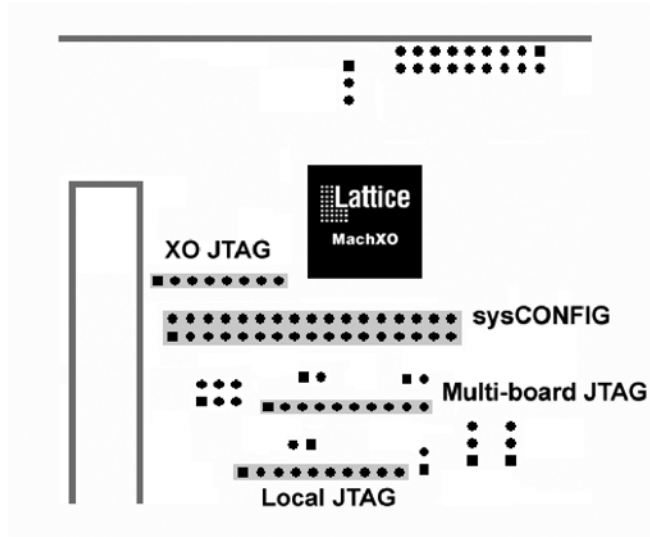 Lattice
MachXO
XO JTAG
sysCONFIG
Multi-board JTAG
Local JTAG